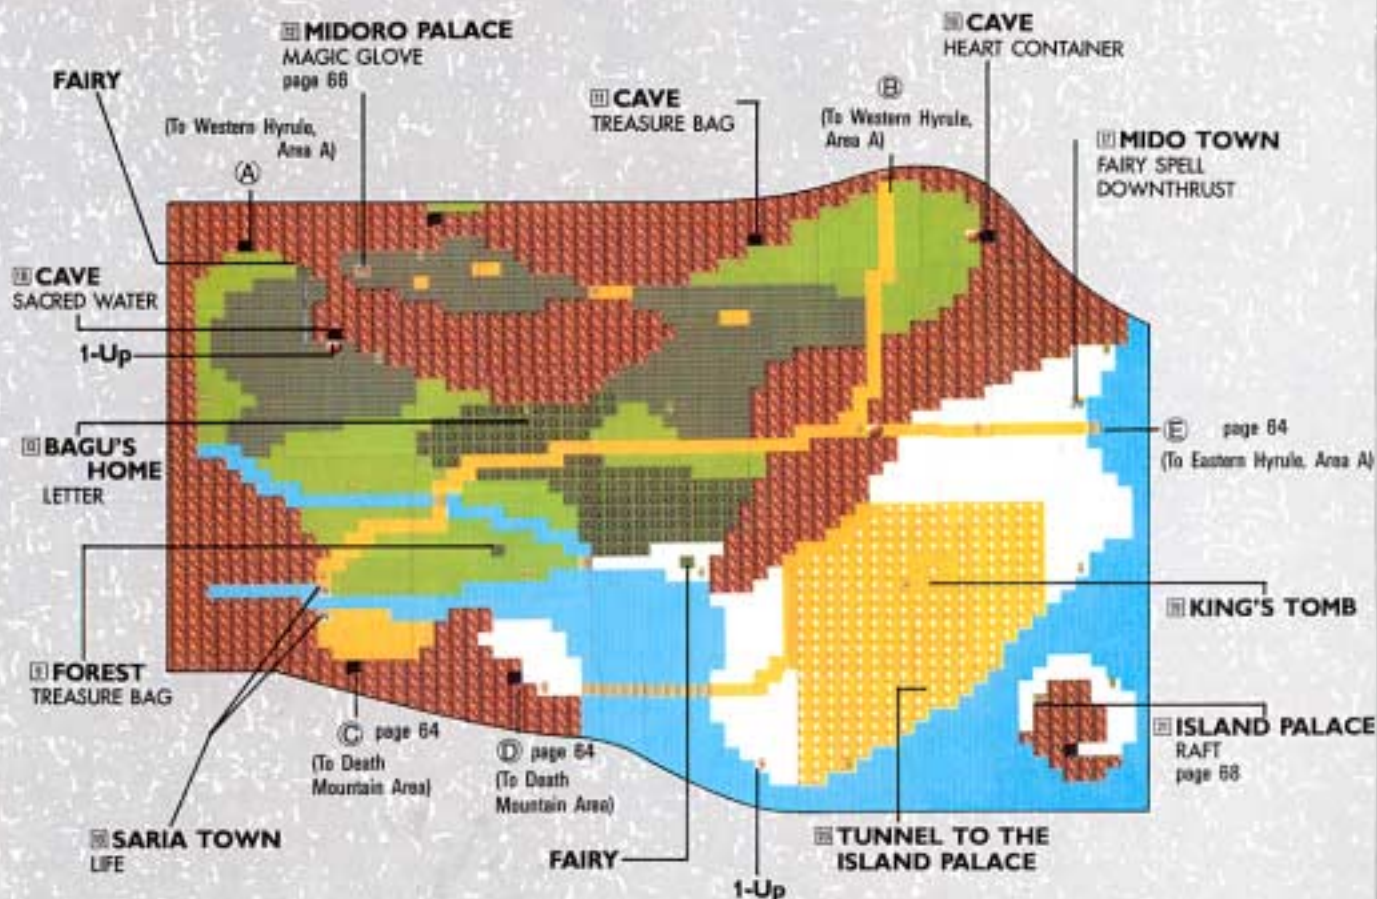 MIDORO PALACE
MAGIC GLOVE
page 66
CAVE
HEART CONTAINER
FAIRY
(To Western Hyrule,
Area A)
A
11 CAVE
TREASURE BAG
B
(To Western Hyrule,
Area A)
17 MIDO TOWN
FAIRY SPELL
DOWNTHRUST
CAVE
SACRED WATER
1-Up
BAGU'S
HOME
LETTER
E page 64
(To Eastern Hyrule, Area A)
KING'S TOMB
9 FOREST
TREASURE BAG
C page 64
(To Death
Mountain Area)
D page 64
(To Death
Mountain Area)
ISLAND PALACE
RAFT
page 68
SARIA TOWN
LIFE
FAIRY
1-Up
TUNNEL TO THE
ISLAND PALACE